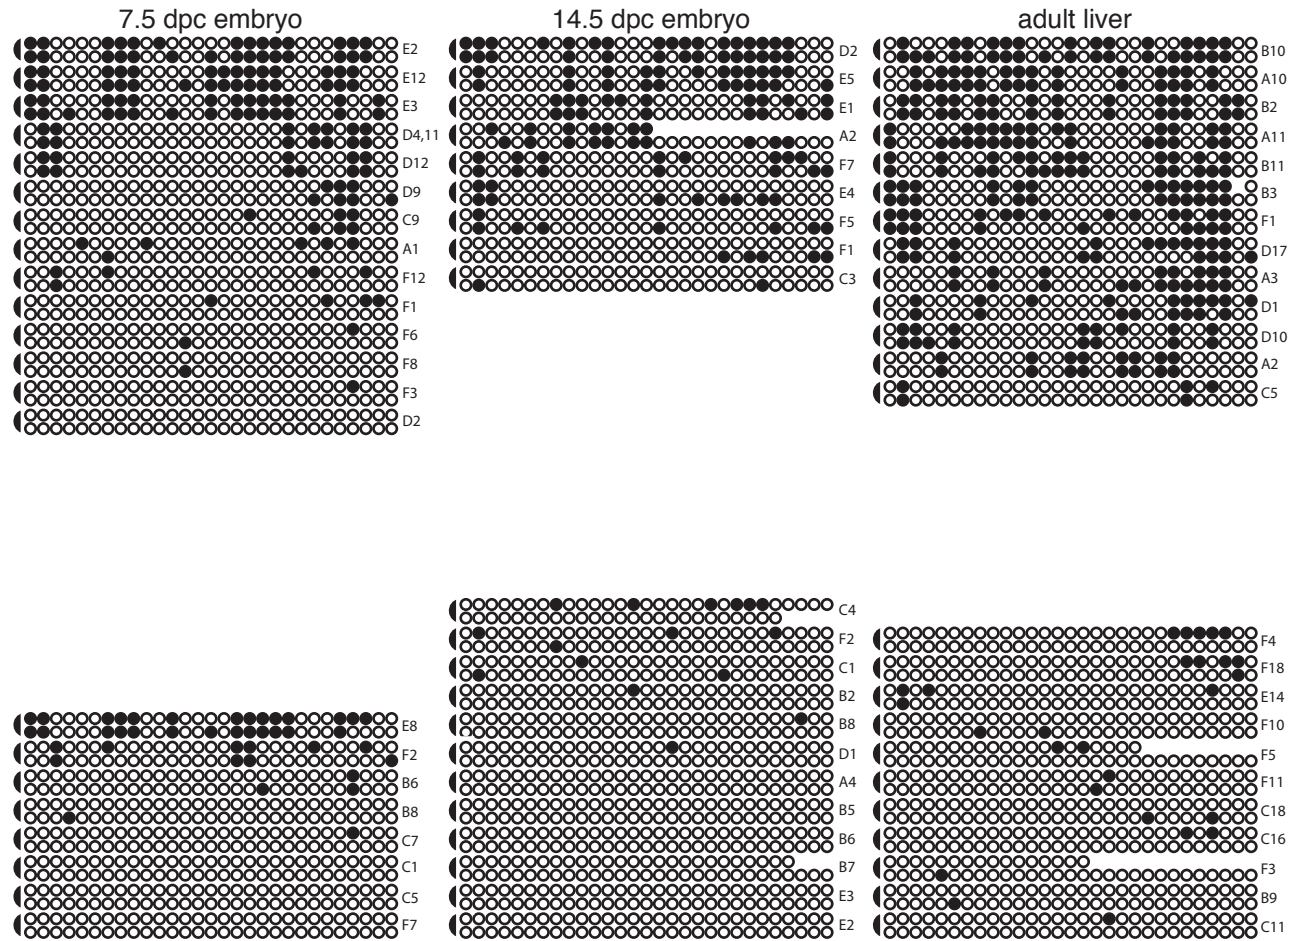 7.5 dpc embryo
E2
E12
E3
D4,11
D12
D9
C9
A1
F12
F1
F6
F8
F3
D2
E8
F2
B6
B8
C7
C1
C5
F7
14.5 dpc embryo
D2
E5
E1
A2
F7
E4
F5
F1
C3
C4
F2
C1
B2
B8
D1
A4
B5
B6
B7
E3
E2
adult liver
B10
A10
B2
A11
B11
B3
F1
D17
A3
D1
D10
A2
C5
F4
F18
E14
F10
F5
F11
C18
C16
F3
B9
C11